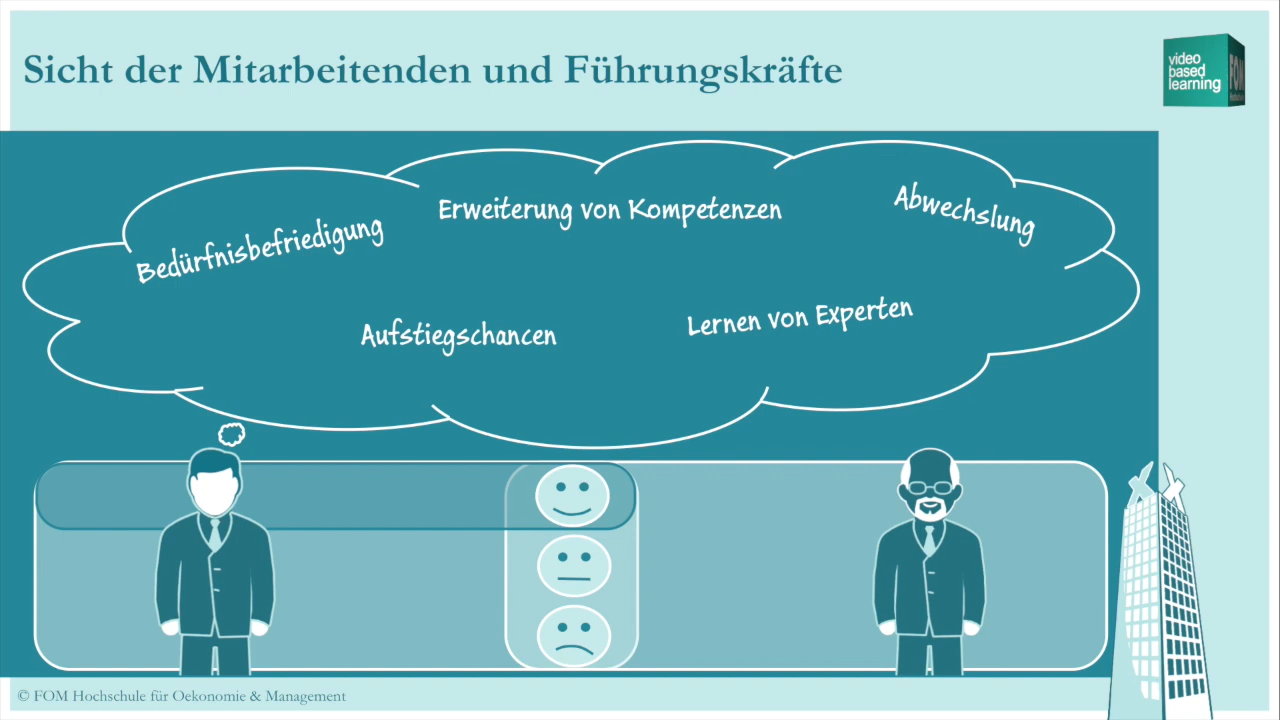 Sicht der Mitarbeitenden und Führungskräfte
video
based
learning
FOM
Bedürfnisbefriedigung
Erweiterung von Kompetenzen
Abwechslung
Aufstiegschancen
Lernen von Experten
© FOM Hochschule für Oekonomie & Management